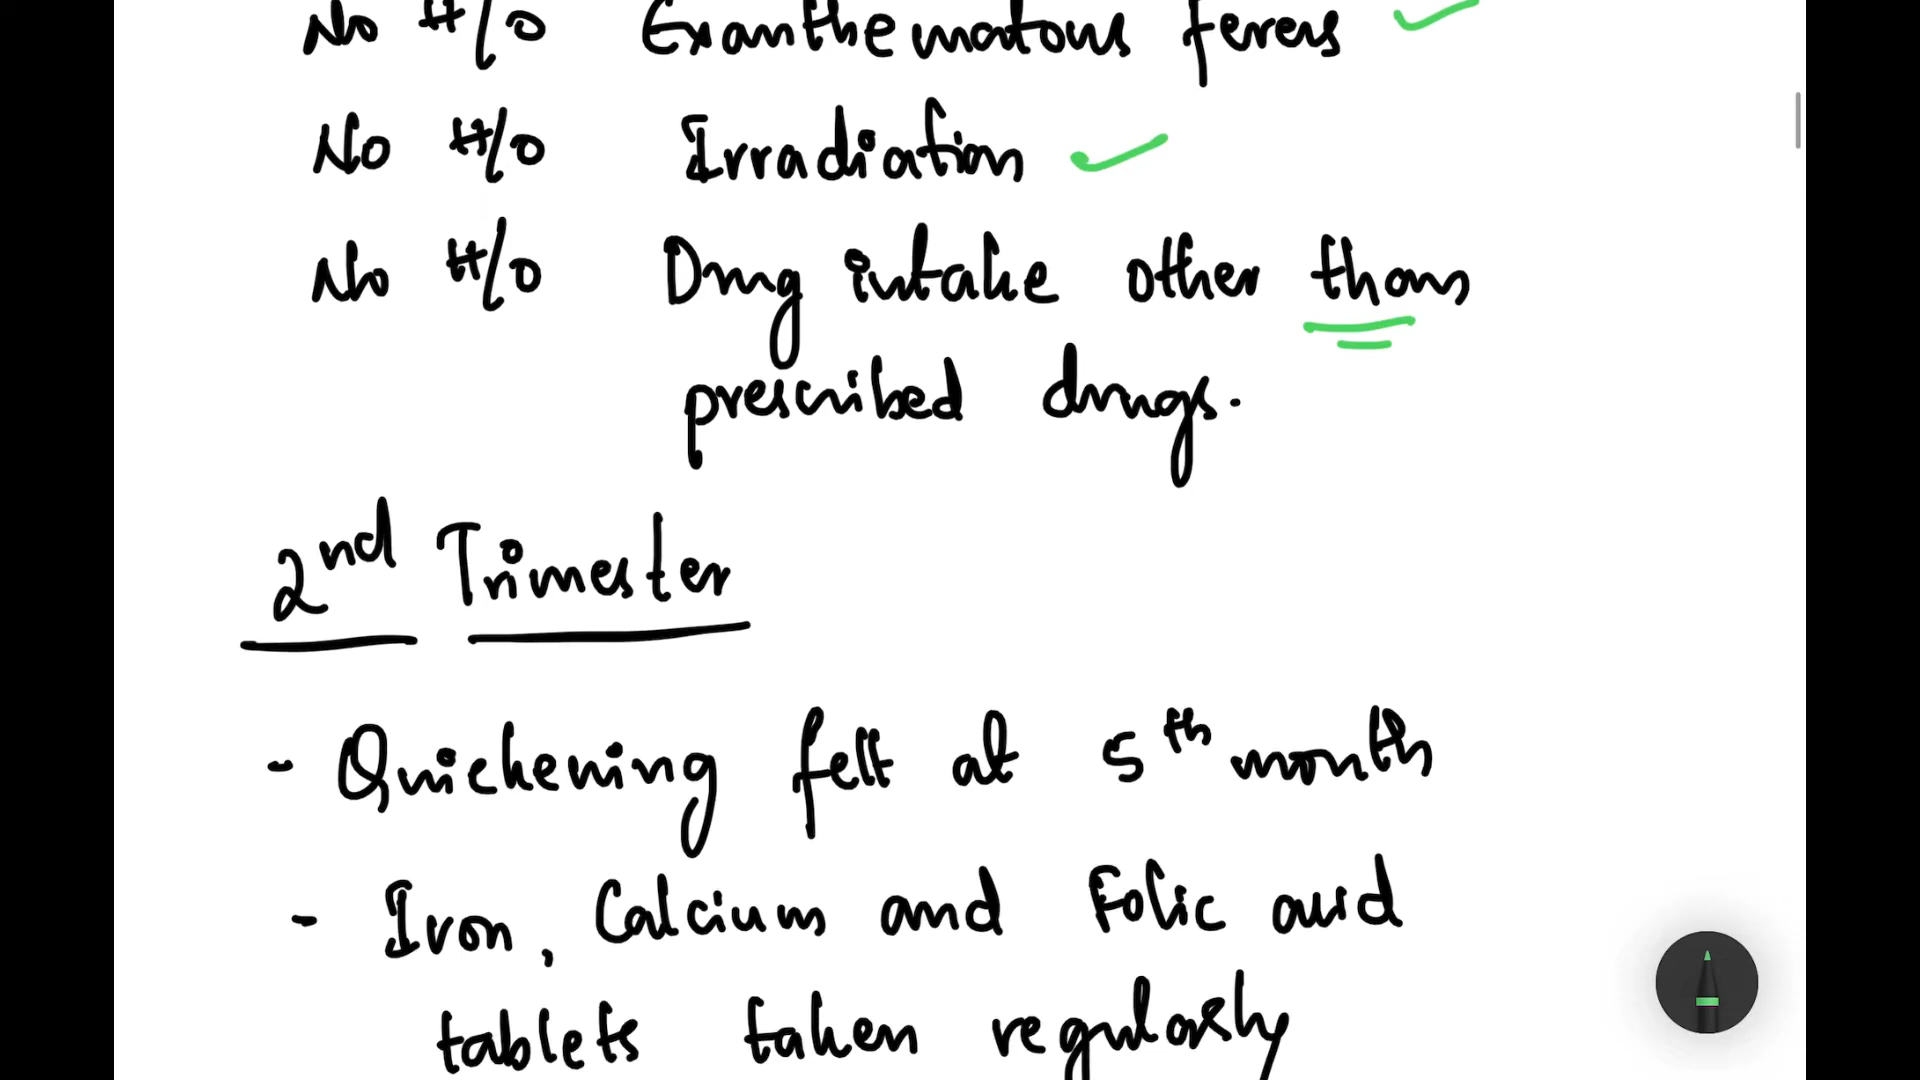 No H/O Exanthematous fevers
No H/O Irradiation
No H/O Drug intake other than
prescribed drugs.
2nd Trimester
- Quickening felt at 5th month
- Iron, Calcium and Folic acid
tablets taken regularly